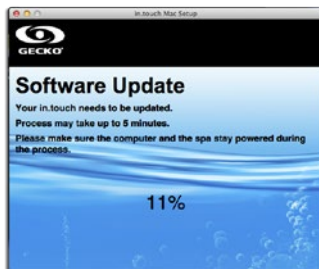 in.touch Mac Setup
GECKO
Software Update
Your in.touch needs to be updated.
Process may take up to 5 minutes.
Please make sure the computer and the spa stay powered during
the process.
11%